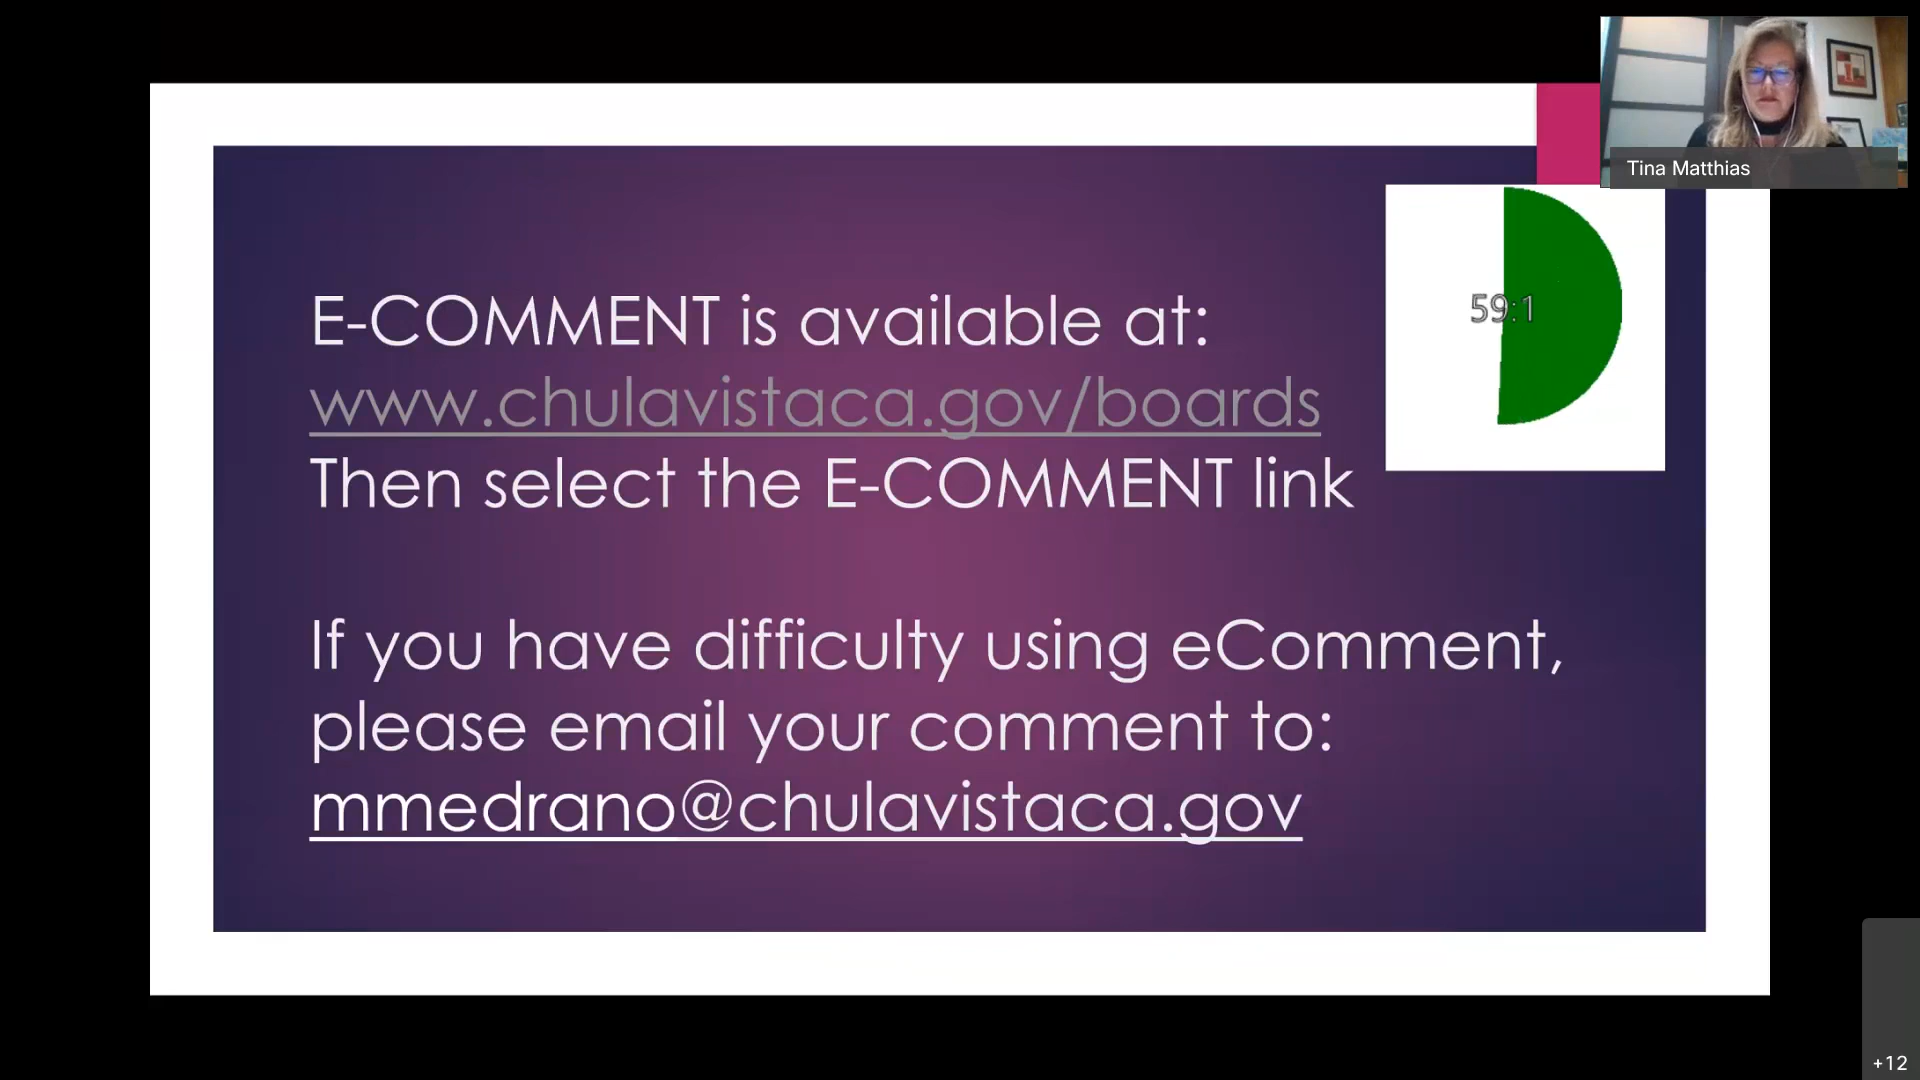 Tina Matthias
E-COMMENT is available at:
59:1
www.chulavistaca.gov/boards
Then select the E-COMMENT link
If you have difficulty using eComment,
please email your comment to:
mmedrano@chulavistaca.gov
+12